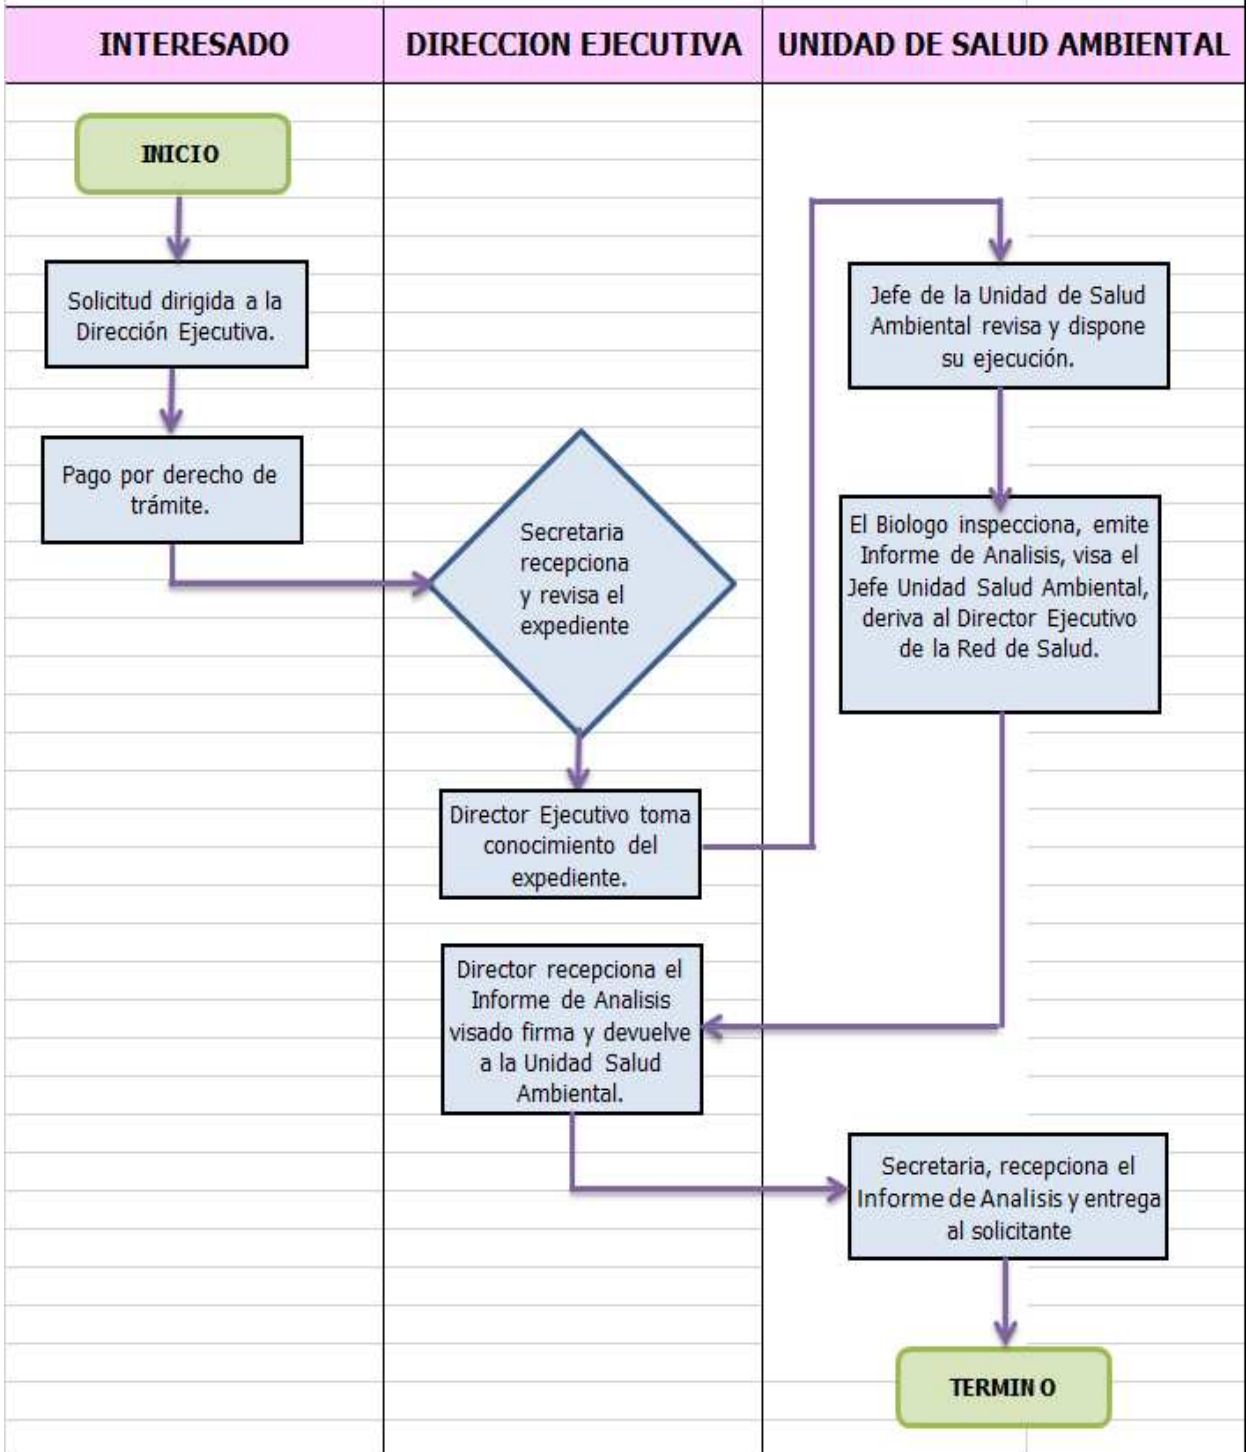 INTERESADO
DIRECCION EJECUTIVA
UNIDAD DE SALUD AMBIENTAL
INICIO
Solicitud dirigida a la
Dirección Ejecutiva.
Pago por derecho de
trámite.
Secretaria
recepciona
y revisa el
expediente
Director Ejecutivo toma
conocimiento del
expediente.
Jefe de la Unidad de Salud
Ambiental revisa y dispone
su ejecución.
El Biologo inspecciona, emite
Informe de Analisis, visa el
Jefe Unidad Salud Ambiental,
deriva al Director Ejecutivo
de la Red de Salud.
Director recepciona el
Informe de Analisis
visado firma y devuelve
a la Unidad Salud
Ambiental.
Secretaria, recepciona el
Informe de Analisis y entrega
al solicitante
TERMINO